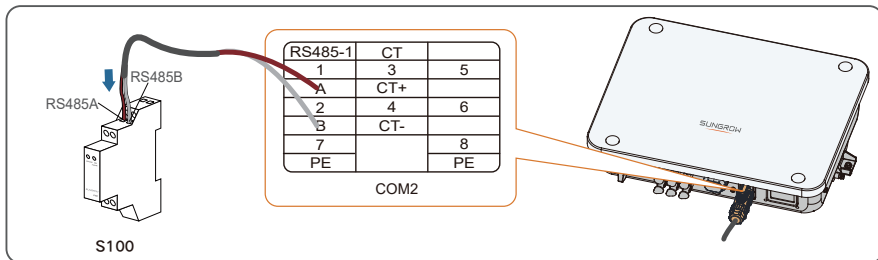 RS485-1 CT
1 3 5
A CT+
2 4 6
B CT-
7 8
PE PE
COM2
RS485B
RS485A
S100
SUNGROW